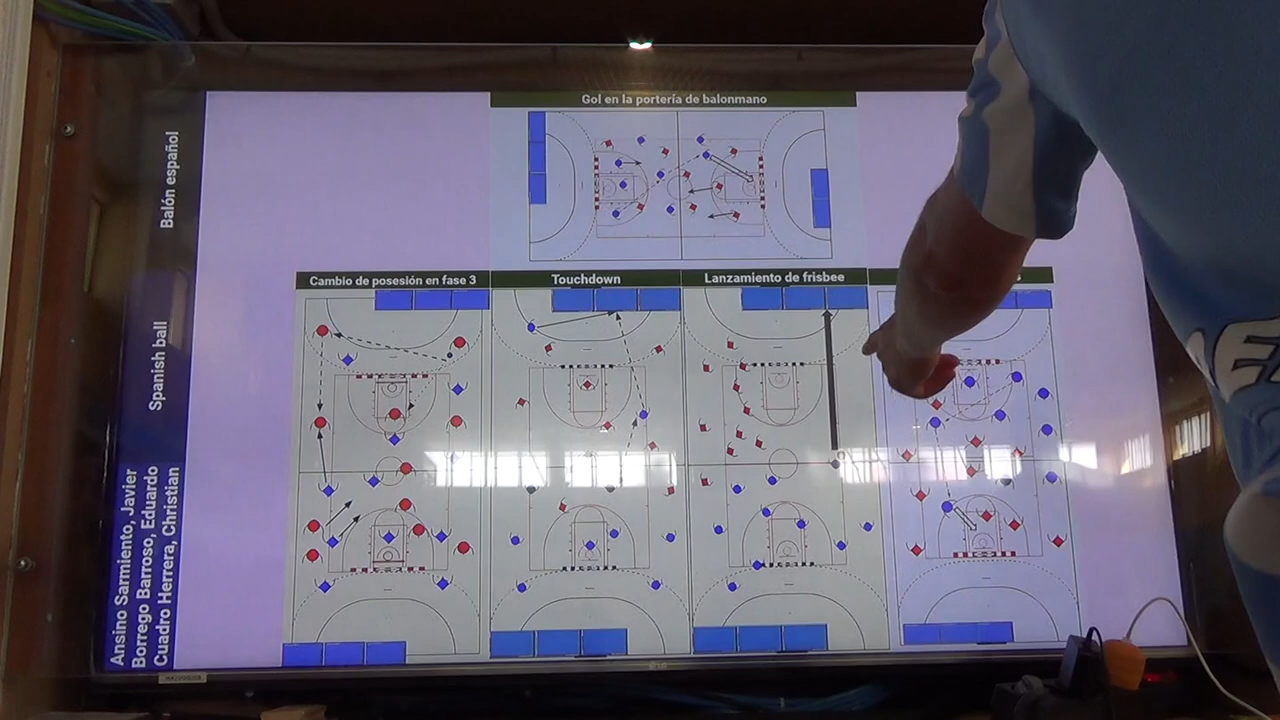 Gol en la portería de balonmano
Cambio de posesión en fase 3
Touchdown
Lanzamiento de frisbee
Balón español
Spanish ball
Ansino Sarmiento, Javier
Borrego Barroso, Eduardo
Cuadro Herrera, Christian
LG